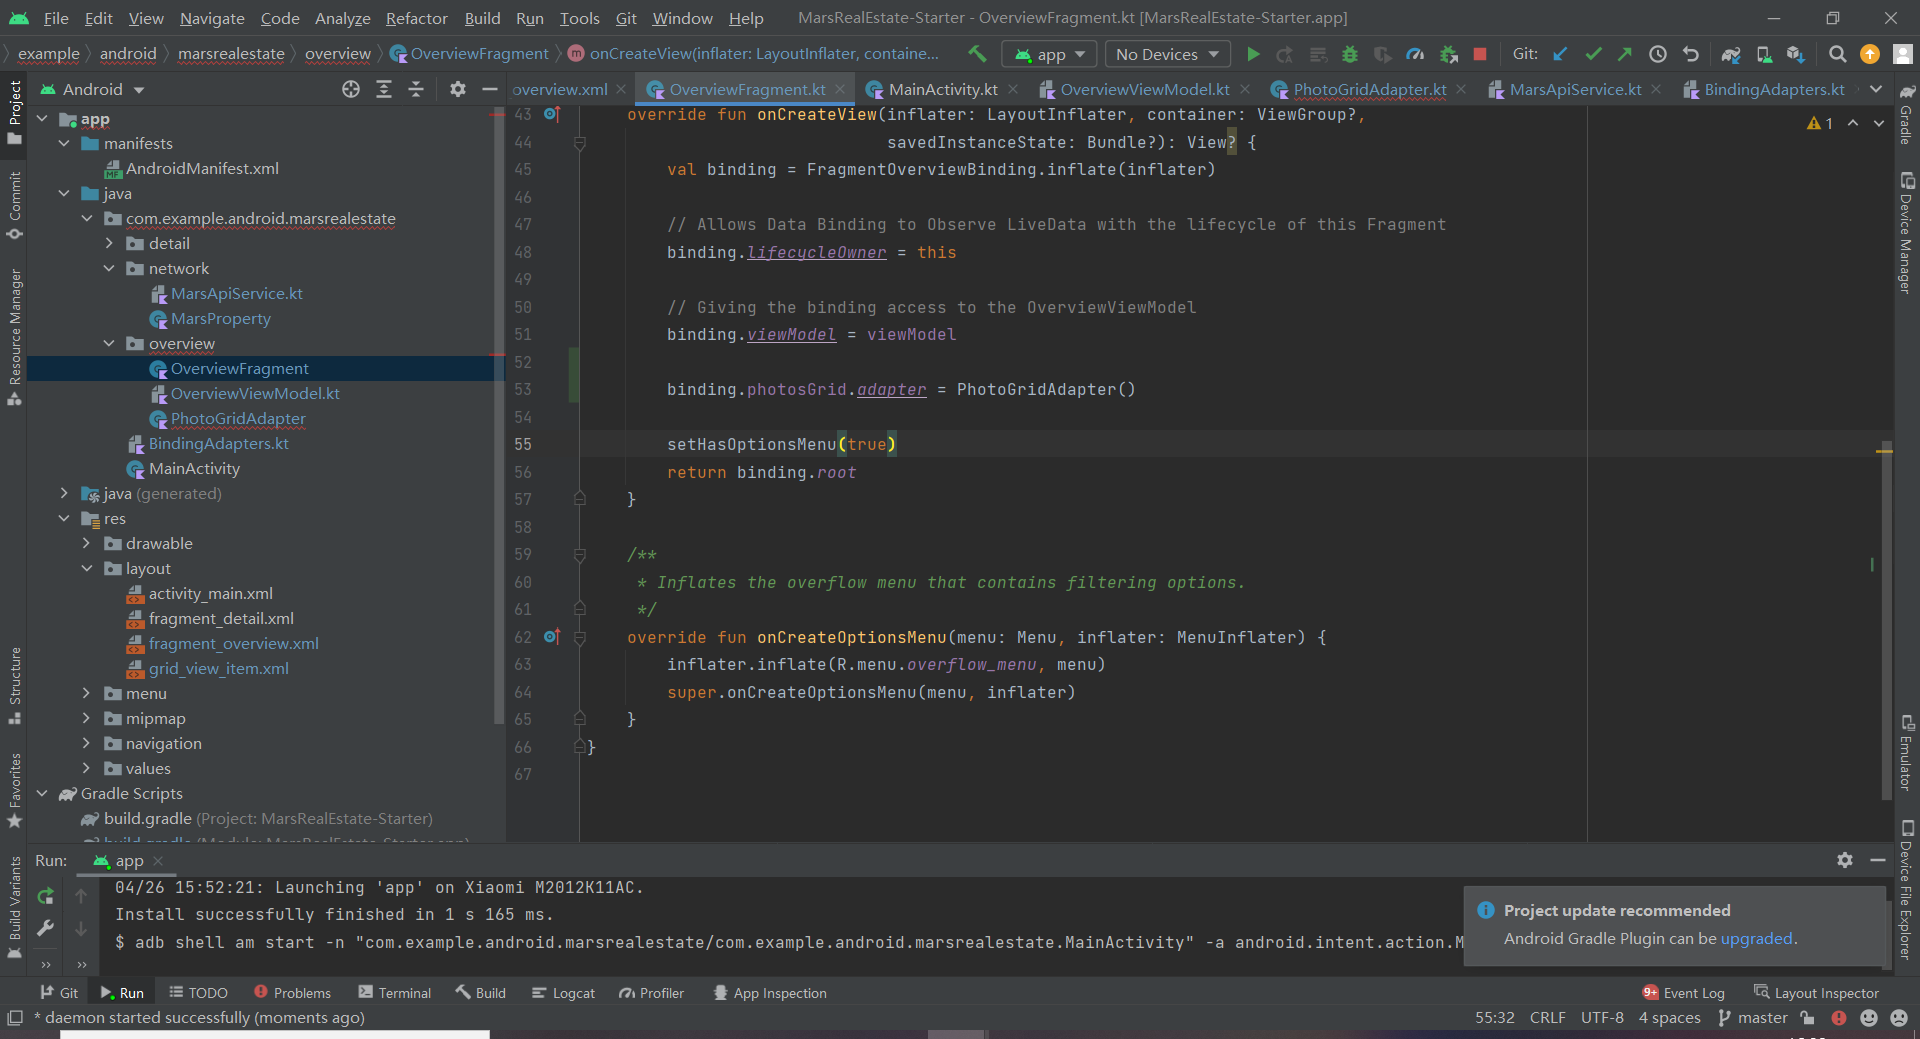 File Edit View Navigate Code Analyze Refactor Build Run Tools Git Window Help MarsRealEstate-Starter - OverviewFragment.kt [MarsRealEstate-Starter.app]
example android marsrealestate overview OverviewFragment onCreateView(inflater: LayoutInflater, containe... app No Devices Git:
Android
overview.xml OverviewFragment.kt MainActivity.kt OverviewViewModel.kt PhotoGridAdapter.kt MarsApiService.kt BindingAdapters.kt
Project
Commit
Resource Manager
Structure
Favorites
Build Variants
app
manifests
AndroidManifest.xml
java
com.example.android.marsrealestate
detail
network
MarsApiService.kt
MarsProperty
overview
OverviewFragment
OverviewViewModel.kt
PhotoGridAdapter
BindingAdapters.kt
MainActivity
java (generated)
res
drawable
layout
activity_main.xml
fragment_detail.xml
fragment_overview.xml
grid_view_item.xml
menu
mipmap
navigation
values
Gradle Scripts
build.gradle (Project: MarsRealEstate-Starter)
build.gradle (Module: MarsRealEstate-Starter.app)
1
43 override fun onCreateView(inflater: LayoutInflater, container: ViewGroup?,
44 savedInstanceState: Bundle?): View? {
45 val binding = FragmentOverviewBinding.inflate(inflater)
46
47 // Allows Data Binding to Observe LiveData with the lifecycle of this Fragment
48 binding.lifecycleOwner = this
49
50 // Giving the binding access to the OverviewViewModel
51 binding.viewModel = viewModel
52
53 binding.photosGrid.adapter = PhotoGridAdapter()
54
55 setHasOptionsMenu(true)
56 return binding.root
57 }
58
59 /**
60 * Inflates the overflow menu that contains filtering options.
61 */
62 override fun onCreateOptionsMenu(menu: Menu, inflater: MenuInflater) {
63 inflater.inflate(R.menu.overflow_menu, menu)
64 super.onCreateOptionsMenu(menu, inflater)
65 }
66 }
67
Gradle
Device Manager
Emulator
Device File Explorer
Run: app
04/26 15:52:21: Launching 'app' on Xiaomi M2012K11AC.
Install successfully finished in 1 s 165 ms.
$ adb shell am start -n "com.example.android.marsrealestate/com.example.android.marsrealestate.MainActivity" -a android.intent.action.M
Project update recommended
Android Gradle Plugin can be upgraded.
Git Run TODO Problems Terminal Build Logcat Profiler App Inspection 9+ Event Log Layout Inspector
* daemon started successfully (moments ago) 55:32 CRLF UTF-8 4 spaces master